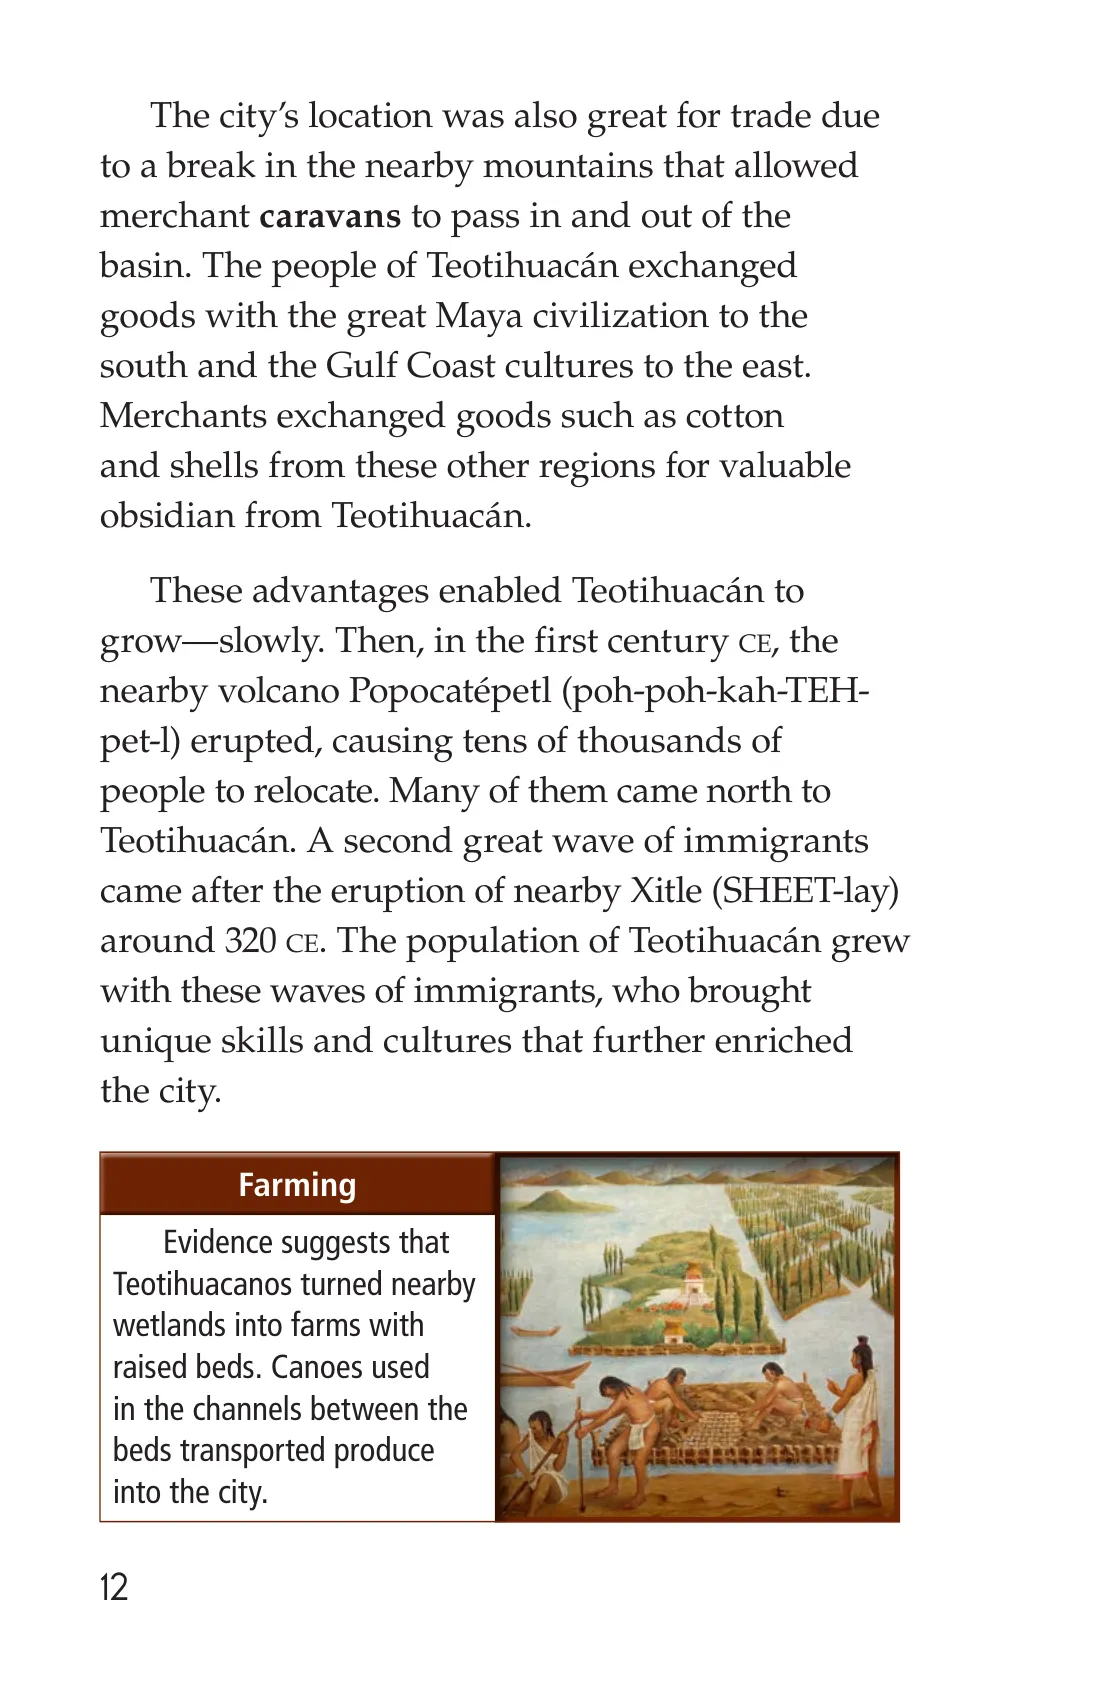 The city’s location was also great for trade due
to a break in the nearby mountains that allowed
merchant caravans to pass in and out of the
basin. The people of Teotihuacán exchanged
goods with the great Maya civilization to the
south and the Gulf Coast cultures to the east.
Merchants exchanged goods such as cotton
and shells from these other regions for valuable
obsidian from Teotihuacán.
These advantages enabled Teotihuacán to
grow—slowly. Then, in the first century CE, the
nearby volcano Popocatépetl (poh-poh-kah-TEH-
pet-l) erupted, causing tens of thousands of
people to relocate. Many of them came north to
Teotihuacán. A second great wave of immigrants
came after the eruption of nearby Xitle (SHEET-lay)
around 320 CE. The population of Teotihuacán grew
with these waves of immigrants, who brought
unique skills and cultures that further enriched
the city.
Farming
Evidence suggests that
Teotihuacanos turned nearby
wetlands into farms with
raised beds. Canoes used
in the channels between the
beds transported produce
into the city.
12